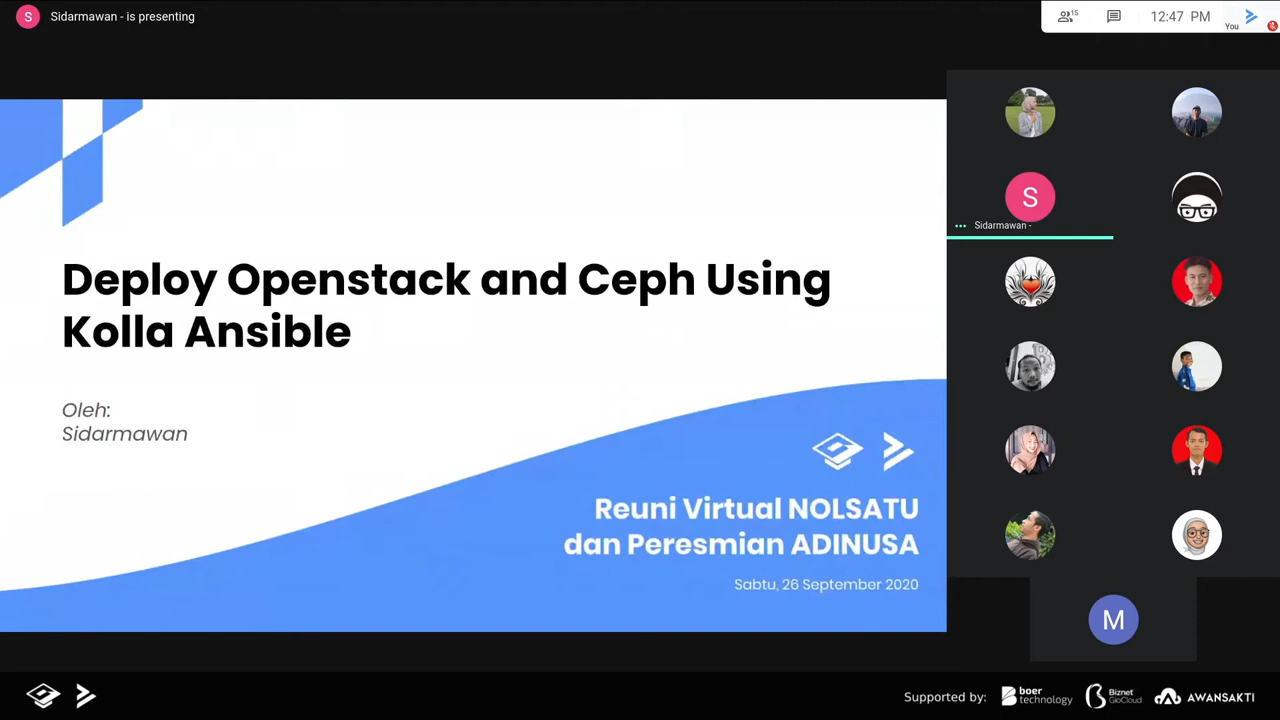 S
Sidarmawan - is presenting
15
12:47 PM
You
Deploy Openstack and Ceph Using
Kolla Ansible
Oleh:
Sidarmawan
Reuni Virtual NOLSATU
dan Peresmian ADINUSA
Sabtu, 26 September 2020
S
Sidarmawan -
M
Supported by:
boer
technology
Biznet
GioCloud
AWANSAKTI